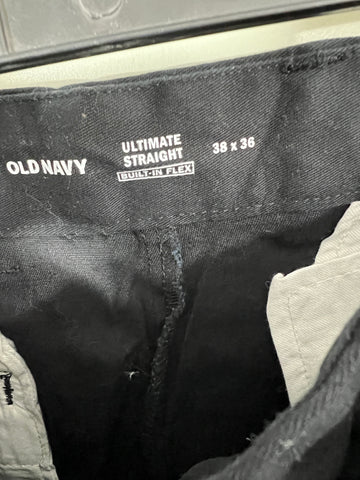 OLD NAVY
ULTIMATE
STRAIGHT
BUILT-IN FLEX
38 x 36